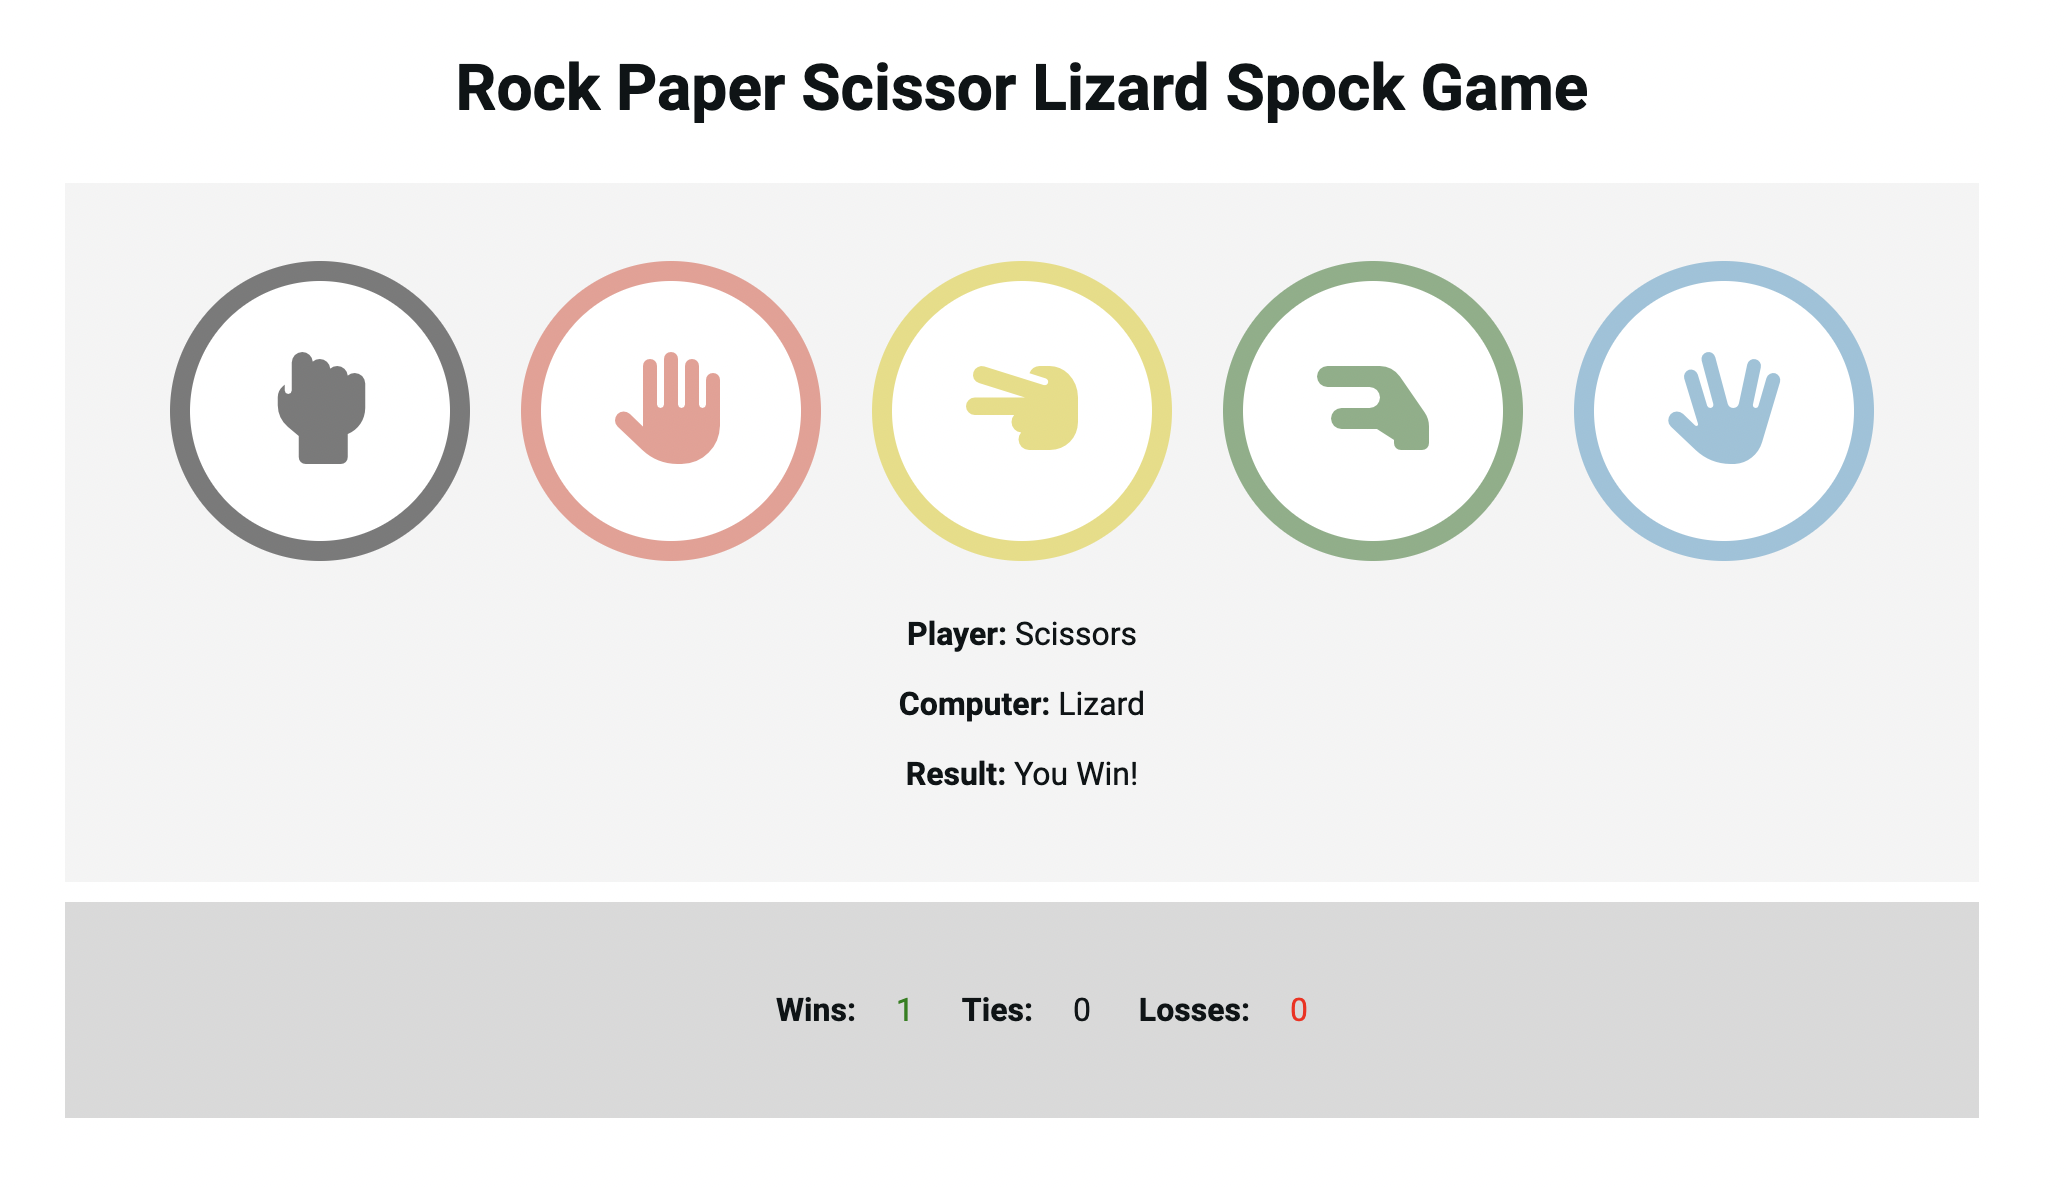 Rock Paper Scissor Lizard Spock Game
Player: Scissors
Computer: Lizard
Result: You Win!
Wins: 1 Ties: 0 Losses: 0